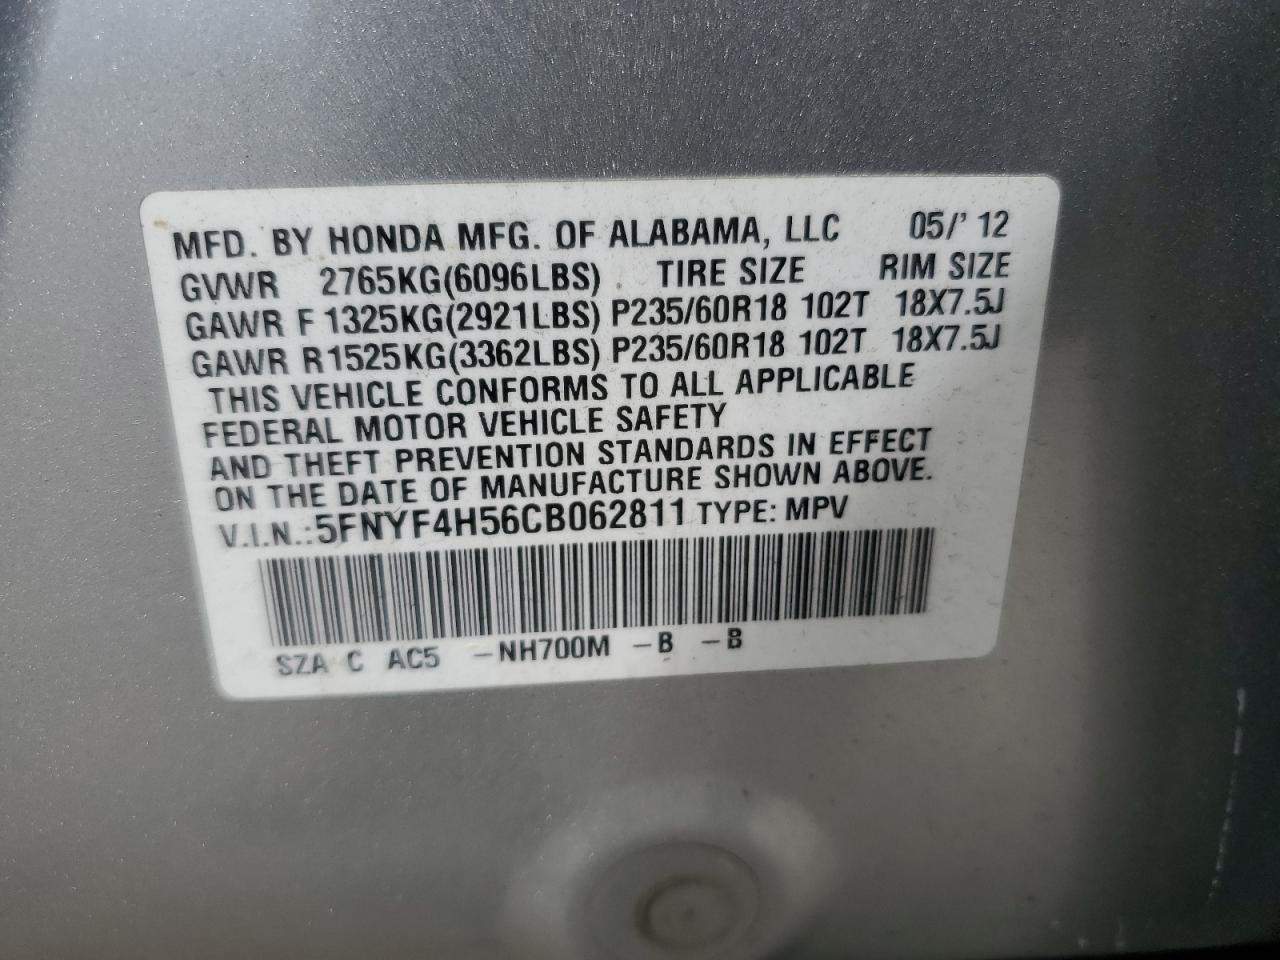 MFD. BY HONDA MFG. OF ALABAMA, LLC 05/' 12
GVWR 2765KG(6096LBS) TIRE SIZE RIM SIZE
GAWR F 1325KG(2921LBS) P235/60R18 102T 18X7.5J
GAWR R1525KG(3362LBS) P235/60R18 102T 18X7.5J
THIS VEHICLE CONFORMS TO ALL APPLICABLE
FEDERAL MOTOR VEHICLE SAFETY
AND THEFT PREVENTION STANDARDS IN EFFECT
ON THE DATE OF MANUFACTURE SHOWN ABOVE.
V.I.N.:5FNYF4H56CB062811 TYPE: MPV
SZA C AC5 -NH700M -B -B